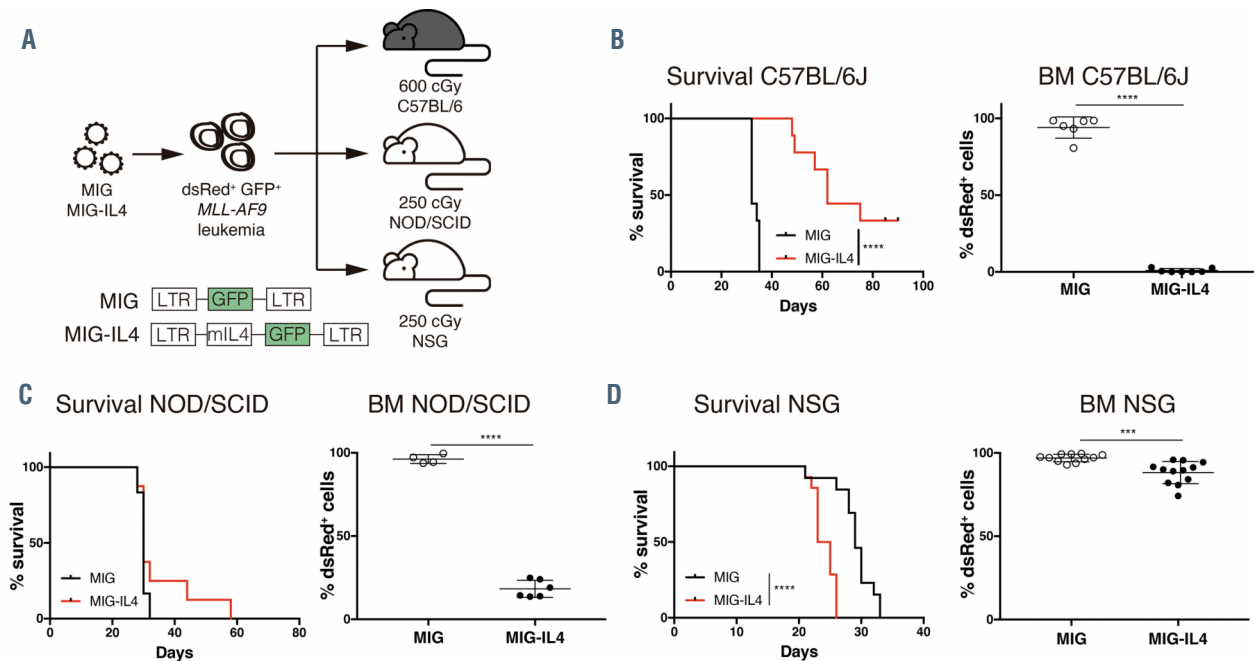 A
MIG
MIG-IL4
dsRed+ GFP+
MLL-AF9
leukemia
600 cGy
C57BL/6
250 cGy
NOD/SCID
250 cGy
NSG
MIG LTR GFP LTR
MIG-IL4 LTR mIL4 GFP LTR
B
Survival C57BL/6J
% survival
100
50
0
0 20 40 60 80 100
Days
MIG
MIG-IL4
****
BM C57BL/6J
****
% dsRed+ cells
100
50
0
MIG MIG-IL4
C
Survival NOD/SCID
% survival
100
50
0
0 20 40 60 80
Days
MIG
MIG-IL4
BM NOD/SCID
****
% dsRed+ cells
100
50
0
MIG MIG-IL4
D
Survival NSG
% survival
100
50
0
0 10 20 30 40
Days
MIG
MIG-IL4
****
BM NSG
***
% dsRed+ cells
100
50
0
MIG MIG-IL4